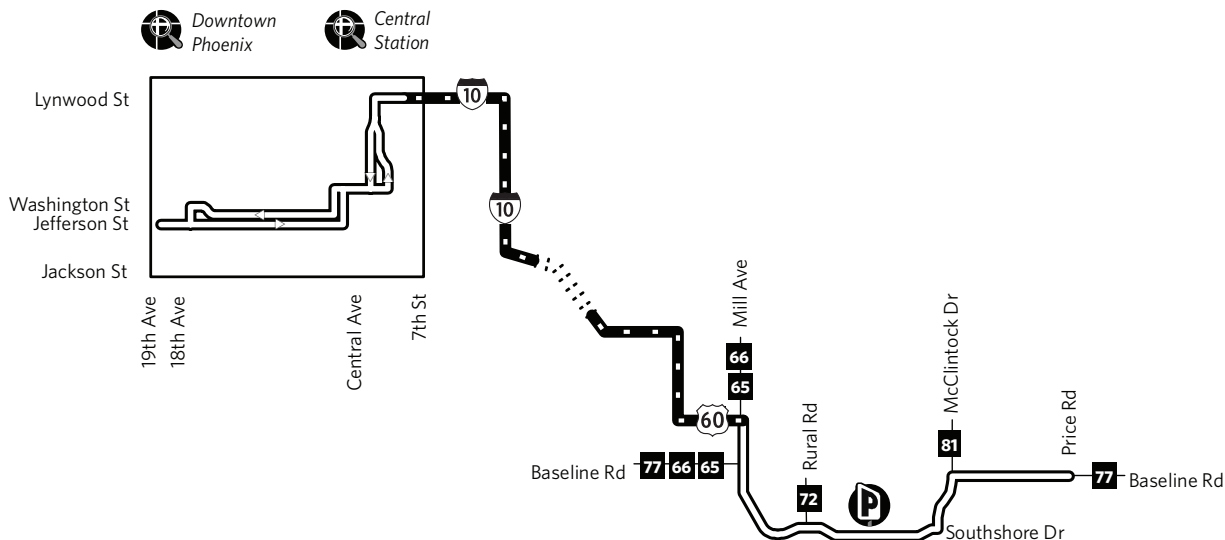 Downtown
Phoenix
Central
Station
Lynwood St
10
Washington St
Jefferson St
10
Jackson St
19th Ave
18th Ave
Central Ave
7th St
Mill Ave
66
65
60
Rural Rd
McClintock Dr
Price Rd
81
Baseline Rd
77 66 65
72
P
77
Baseline Rd
Southshore Dr